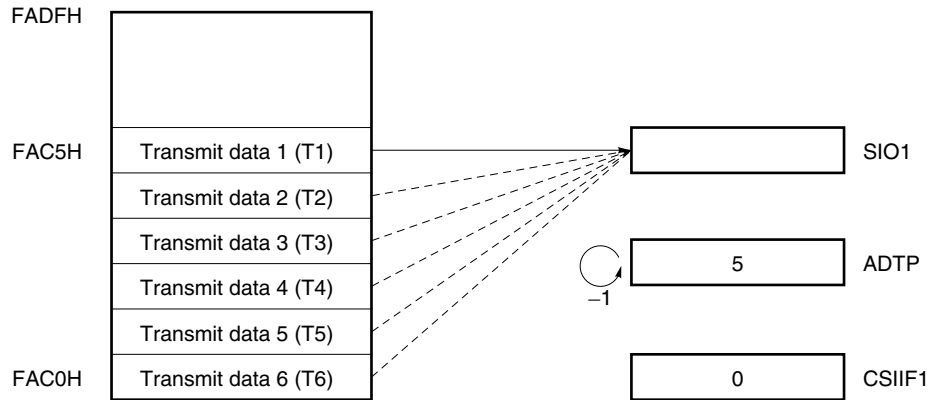 FADFH
FAC5H Transmit data 1 (T1) SIO1
Transmit data 2 (T2)
Transmit data 3 (T3) 5 ADTP
Transmit data 4 (T4) –1
Transmit data 5 (T5)
FAC0H Transmit data 6 (T6) 0 CSIIF1